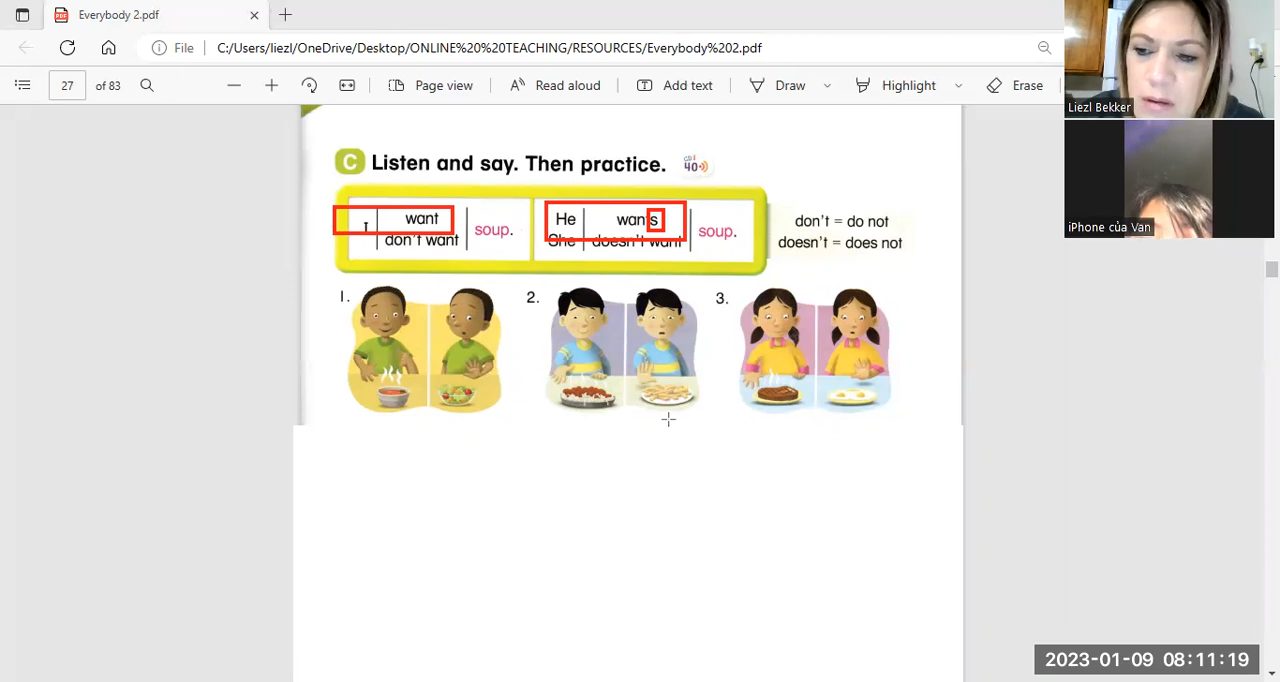 Everybody 2.pdf
File C:/Users/liezl/OneDrive/Desktop/ONLINE%20%20TEACHING/RESOURCES/Everybody%202.pdf
27 of 83 Page view Read aloud Add text Draw Highlight Erase
Liezl Bekker
iPhone của Van
C Listen and say. Then practice. CD1 40
I want soup.
don't want
He wants soup.
She doesn't want
don't = do not
doesn't = does not
1. 2. 3.
2023-01-09 08:11:19